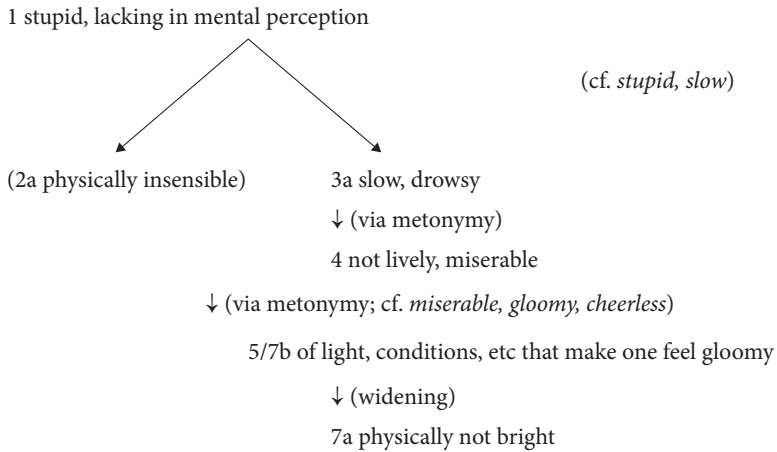 1 stupid, lacking in mental perception
(cf. stupid, slow)
(2a physically insensible) 3a slow, drowsy
↓ (via metonymy)
4 not lively, miserable
↓ (via metonymy; cf. miserable, gloomy, cheerless)
5/7b of light, conditions, etc that make one feel gloomy
↓ (widening)
7a physically not bright